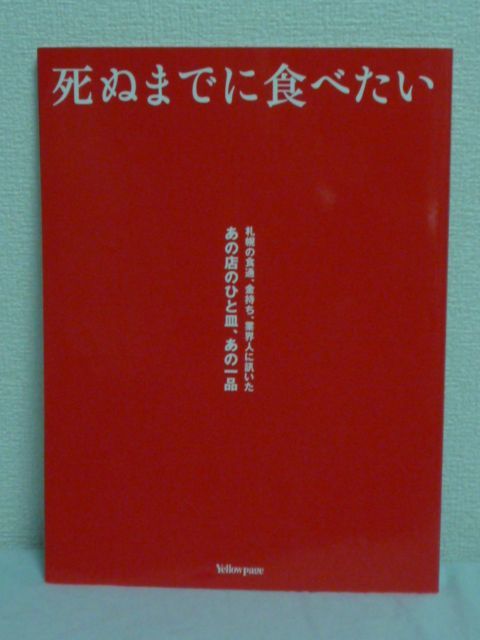 死ぬまでに食べたい
札幌の食通、金持ち、業界人に訊いた
あの店のひと皿、あの一品
Yellowpage